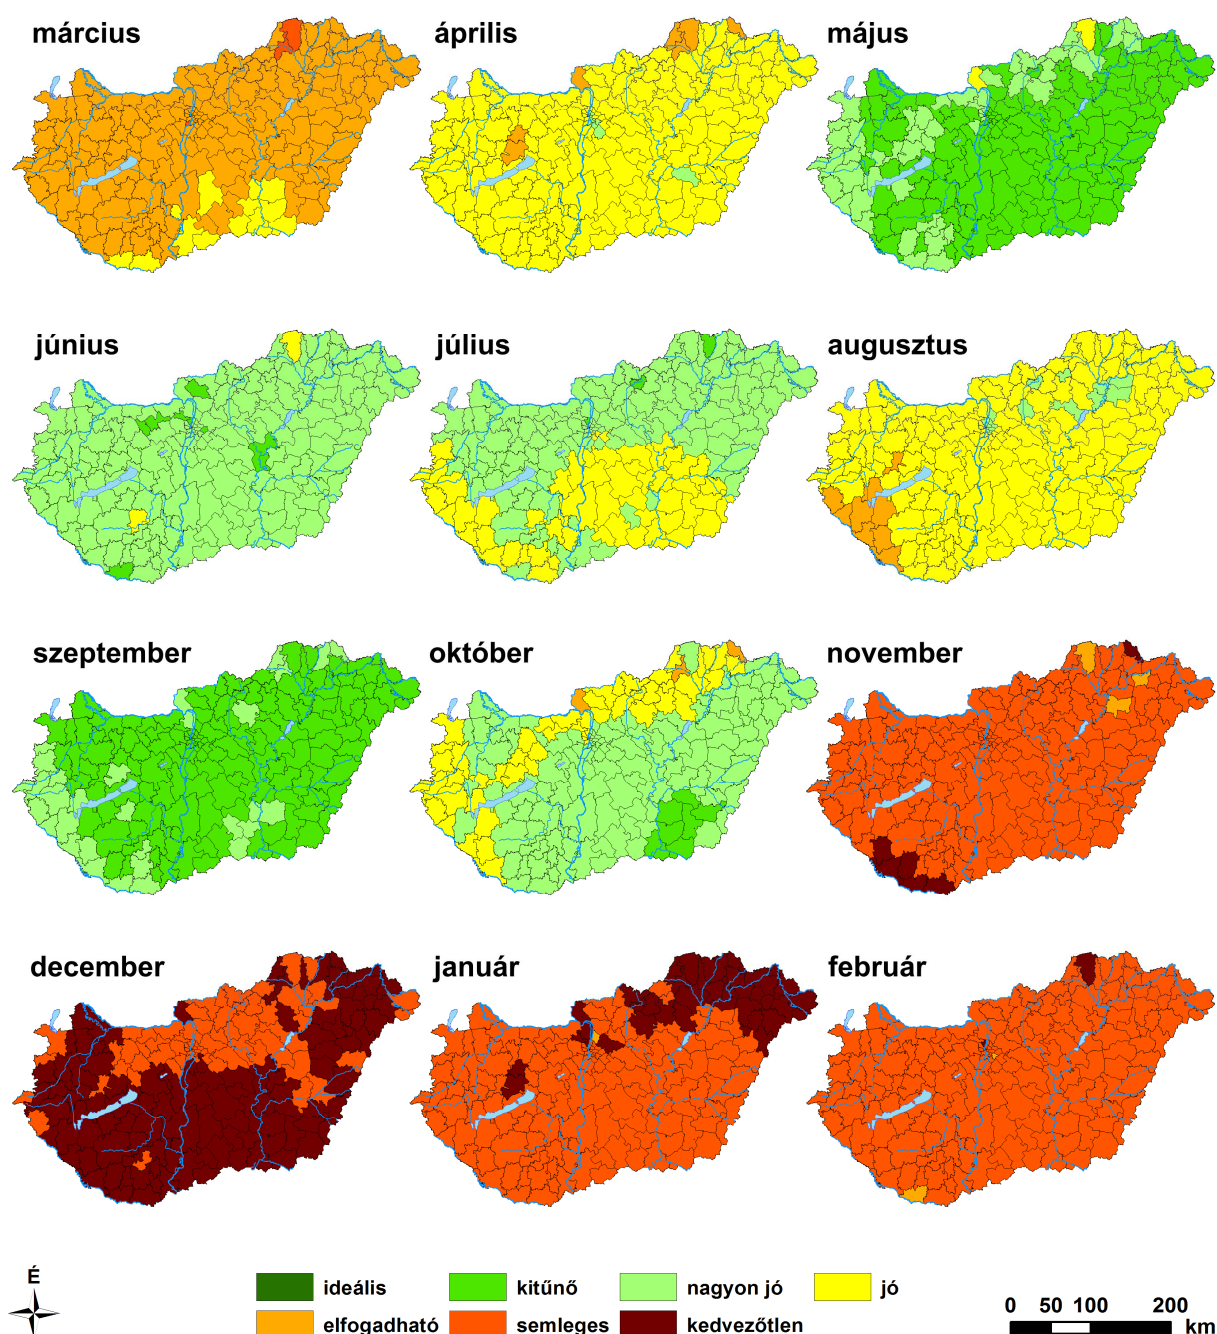 március április május
június július augusztus
szeptember október november
december január február
É
ideális kitűnő nagyon jó jó
elfogadható semleges kedvezőtlen
0 50 100 200
km